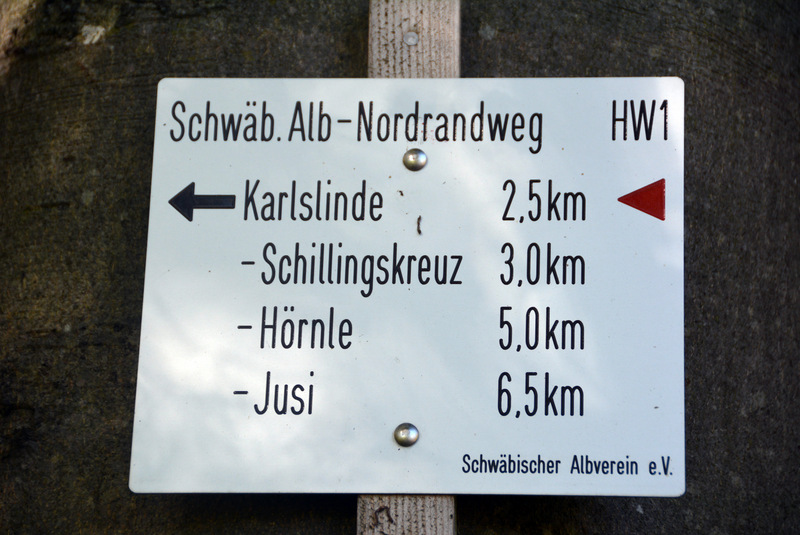 Schwäb. Alb-Nordrandweg HW1
Karlslinde 2,5km
-Schillingskreuz 3,0km
-Hörnle 5,0km
-Jusi 6,5km
Schwäbischer Albverein e.V.